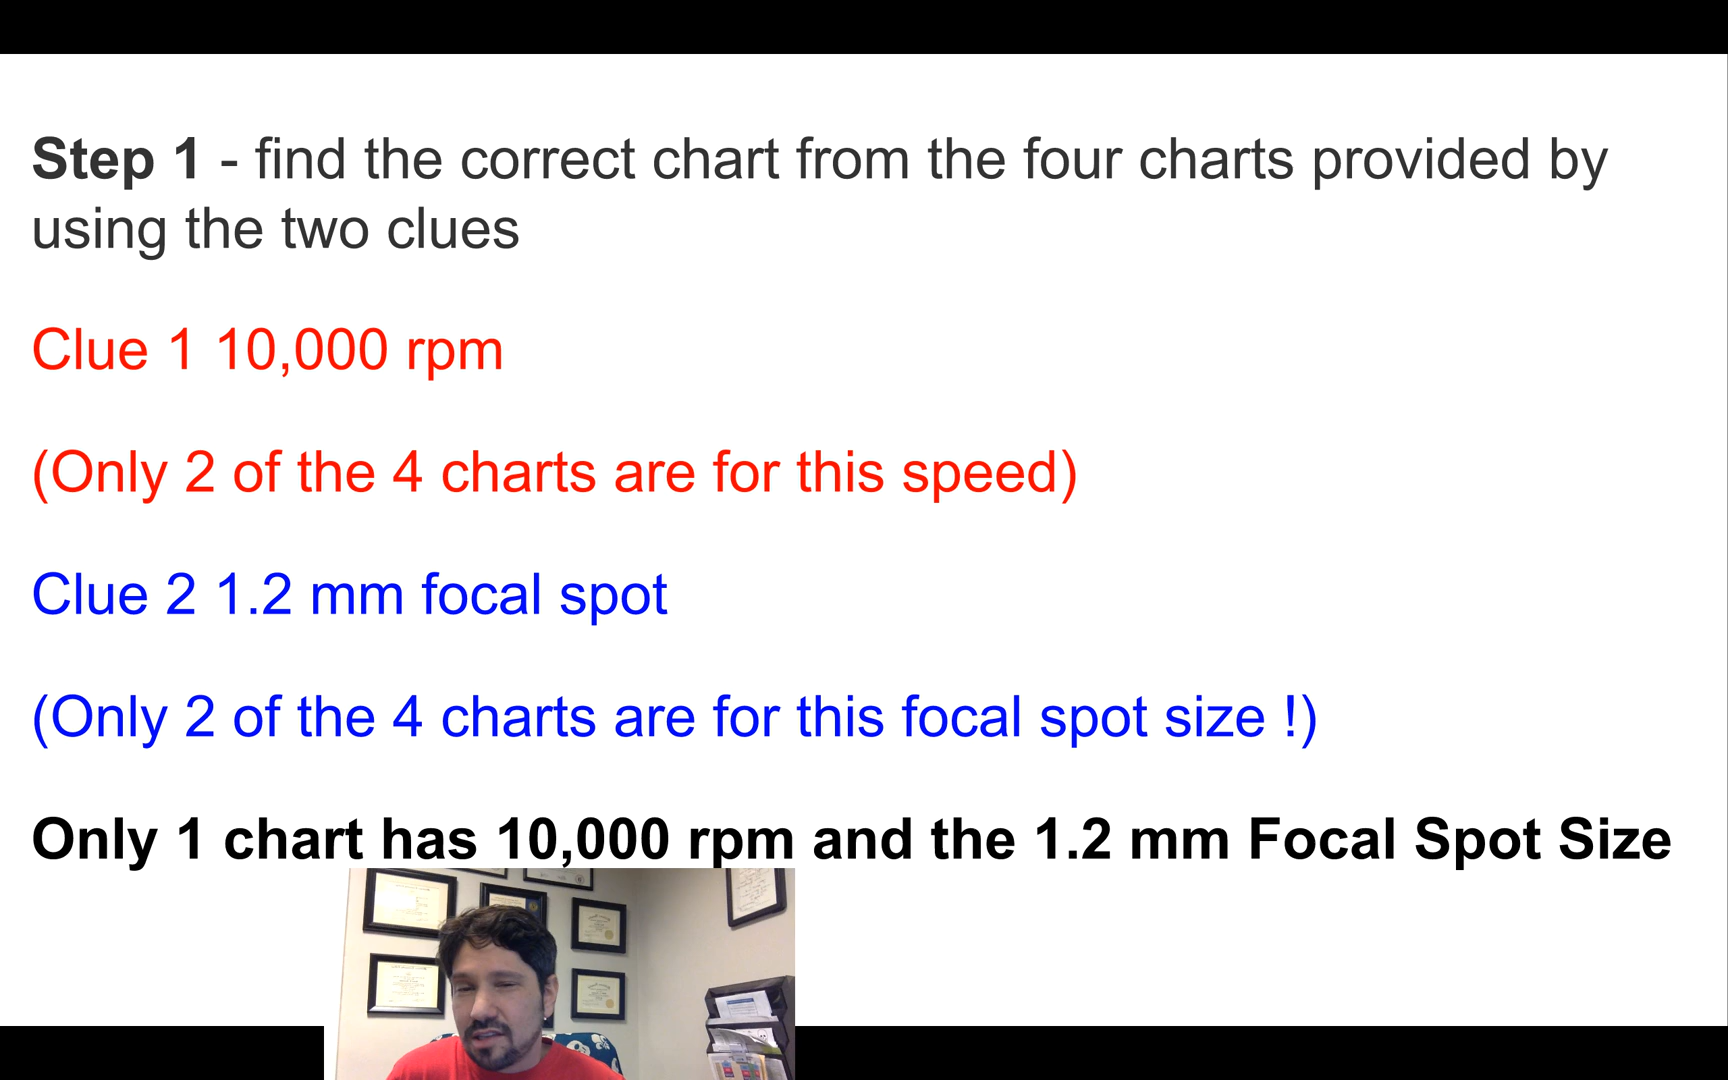 Step 1 - find the correct chart from the four charts provided by
using the two clues
Clue 1 10,000 rpm
(Only 2 of the 4 charts are for this speed)
Clue 2 1.2 mm focal spot
(Only 2 of the 4 charts are for this focal spot size !)
Only 1 chart has 10,000 rpm and the 1.2 mm Focal Spot Size